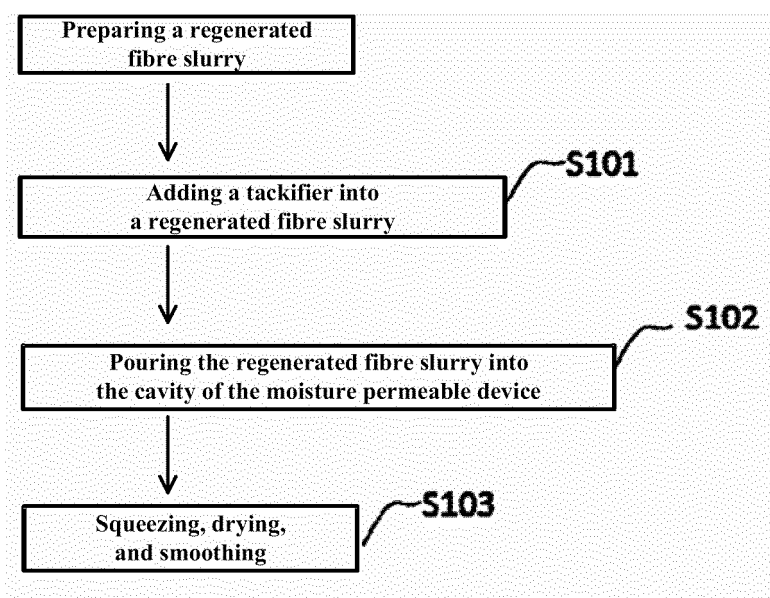 Preparing a regenerated
fibre slurry
S101
Adding a tackifier into
a regenerated fibre slurry
S102
Pouring the regenerated fibre slurry into
the cavity of the moisture permeable device
S103
Squeezing, drying,
and smoothing